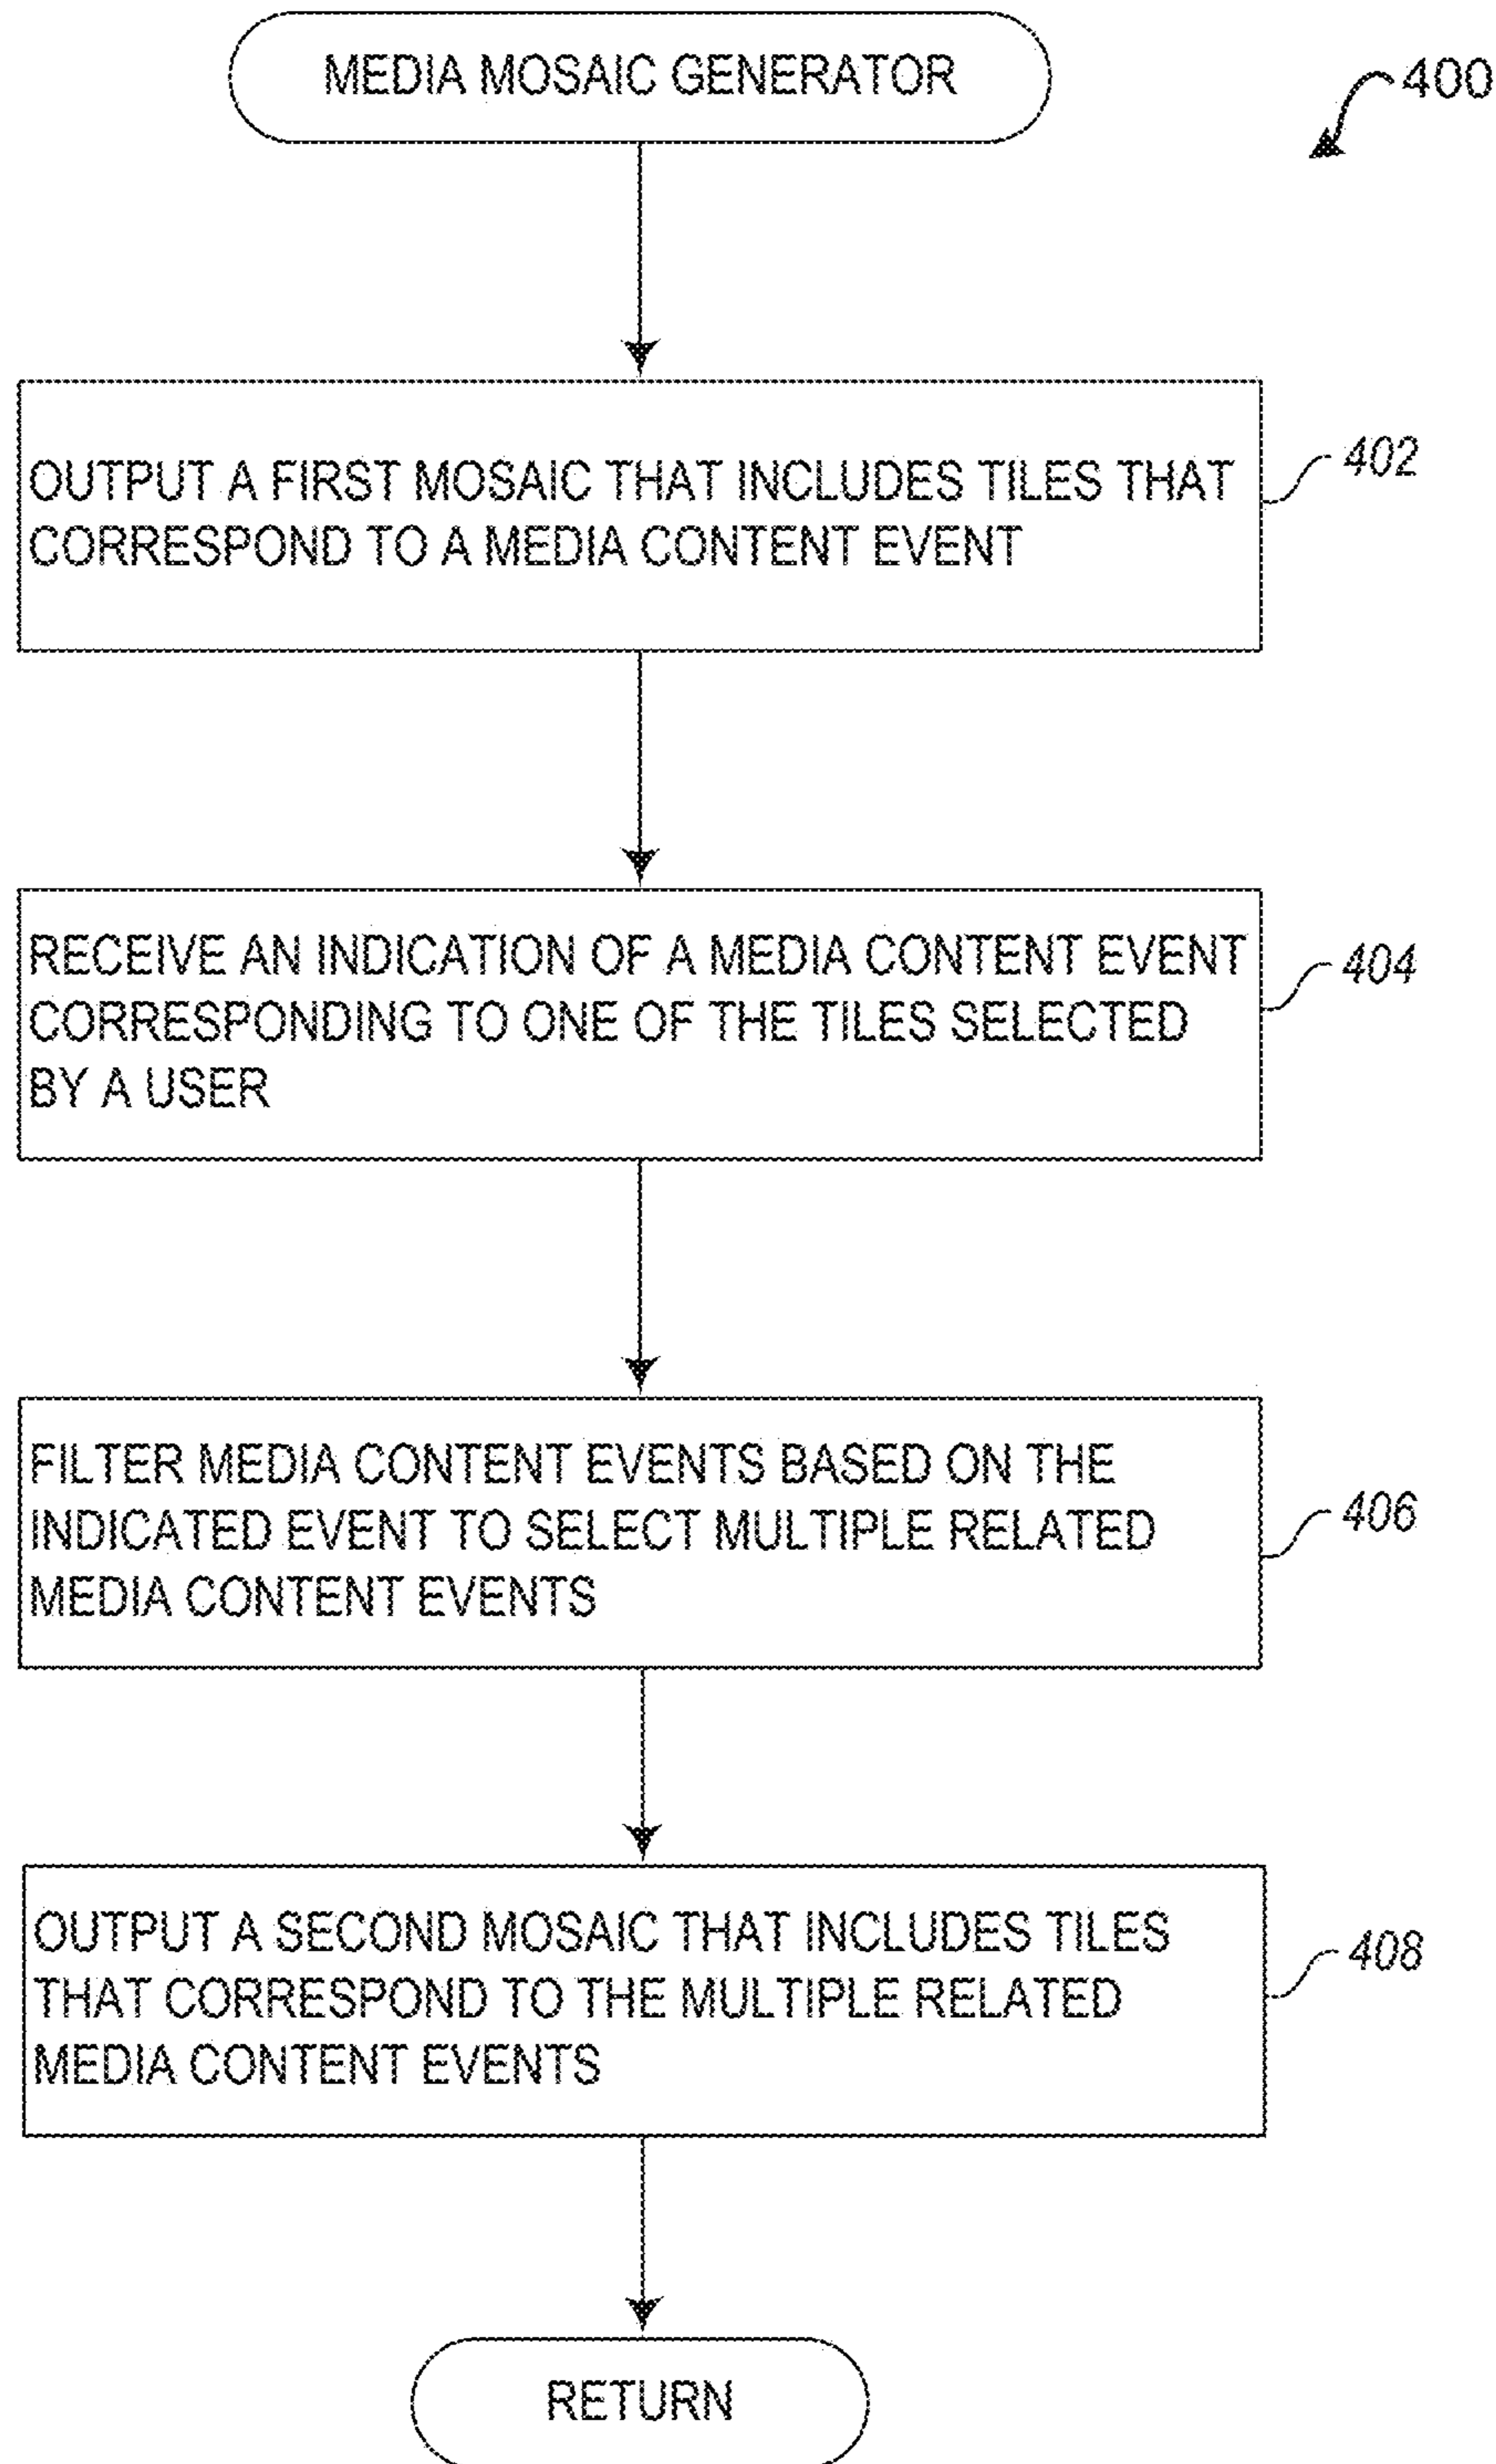 MEDIA MOSAIC GENERATOR
400
OUTPUT A FIRST MOSAIC THAT INCLUDES TILES THAT
CORRESPOND TO A MEDIA CONTENT EVENT
402
RECEIVE AN INDICATION OF A MEDIA CONTENT EVENT
CORRESPONDING TO ONE OF THE TILES SELECTED
BY A USER
404
FILTER MEDIA CONTENT EVENTS BASED ON THE
INDICATED EVENT TO SELECT MULTIPLE RELATED
MEDIA CONTENT EVENTS
406
OUTPUT A SECOND MOSAIC THAT INCLUDES TILES
THAT CORRESPOND TO THE MULTIPLE RELATED
MEDIA CONTENT EVENTS
408
RETURN